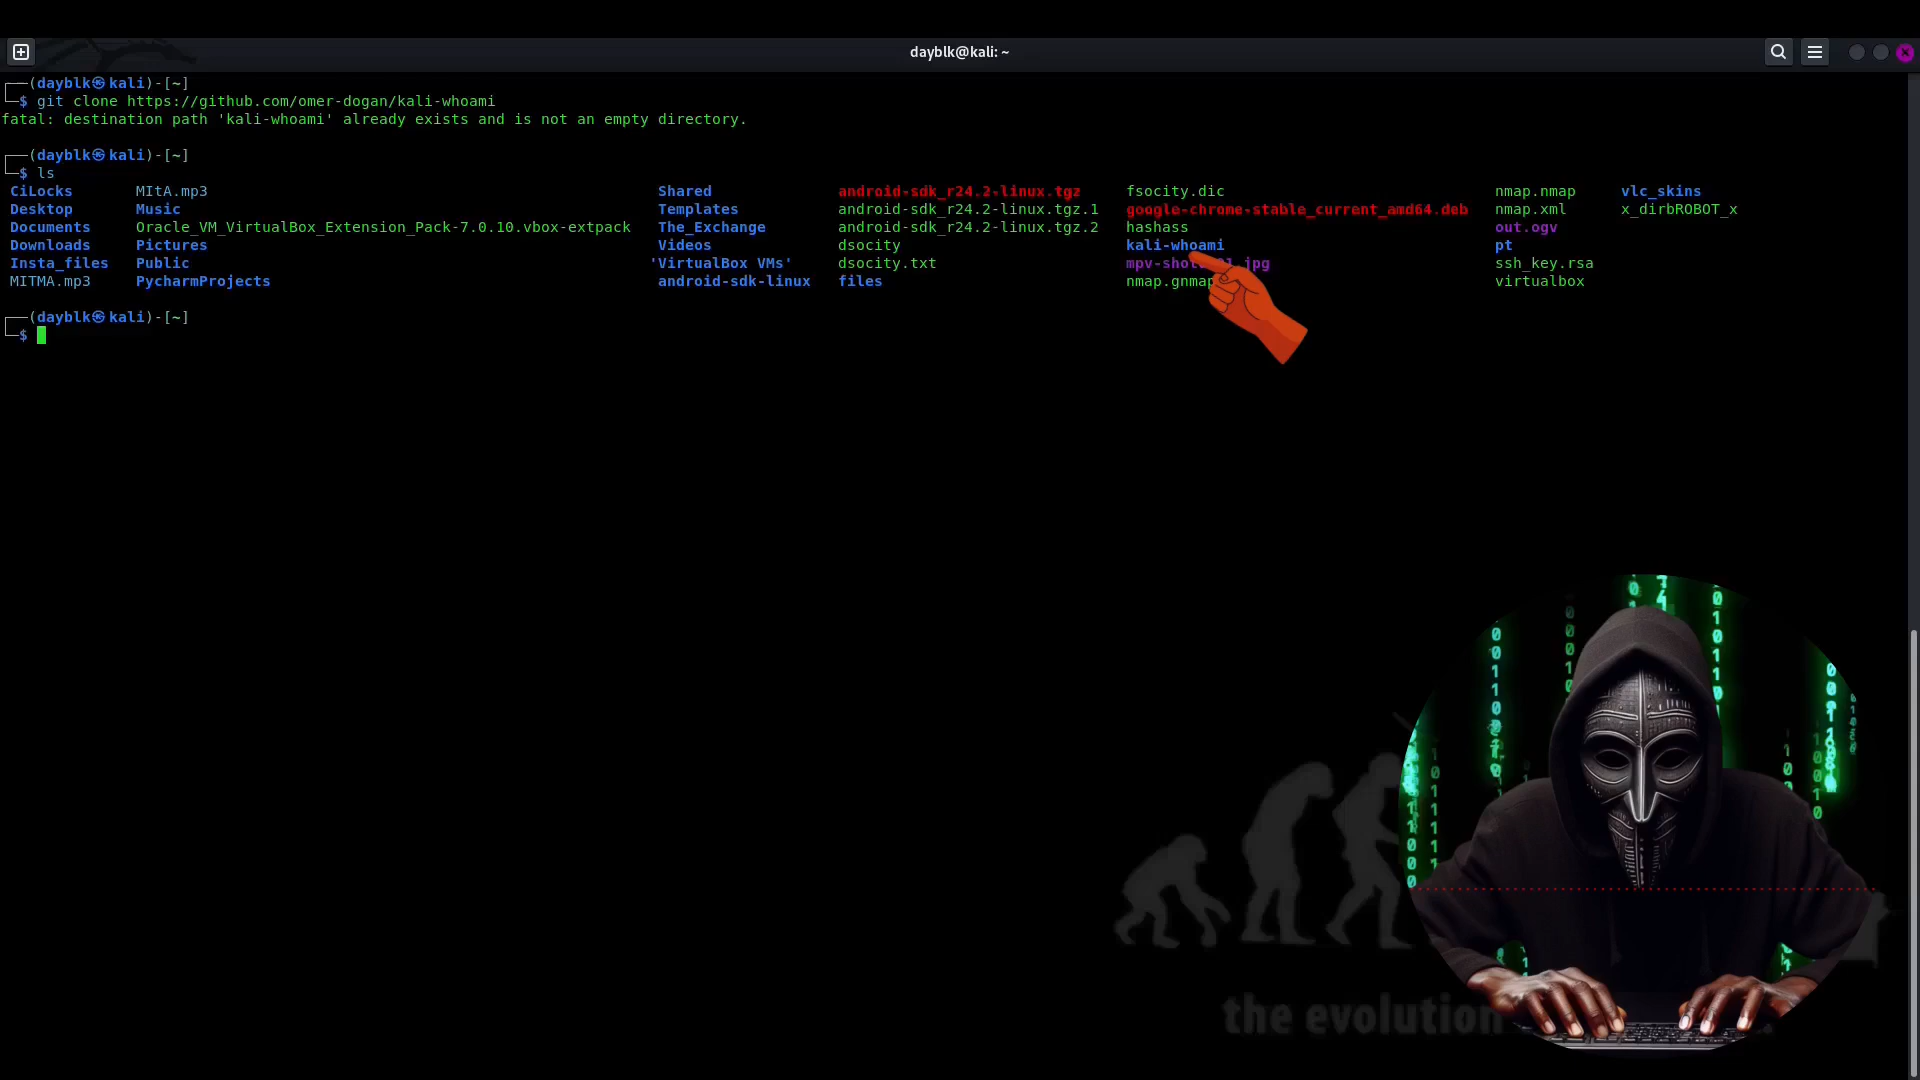 dayblk@kali: ~
┌──(dayblk㉿kali)-[~]
└─$ git clone https://github.com/omer-dogan/kali-whoami
fatal: destination path 'kali-whoami' already exists and is not an empty directory.
┌──(dayblk㉿kali)-[~]
└─$ ls
CiLocks MItA.mp3 Shared android-sdk_r24.2-linux.tgz fsocity.dic nmap.nmap vlc_skins
Desktop Music Templates android-sdk_r24.2-linux.tgz.1 google-chrome-stable_current_amd64.deb nmap.xml x_dirbROBOT_x
Documents Oracle_VM_VirtualBox_Extension_Pack-7.0.10.vbox-extpack The_Exchange android-sdk_r24.2-linux.tgz.2 hashass out.ogv
Downloads Pictures Videos dsocity kali-whoami pt
Insta_files Public 'VirtualBox VMs' dsocity.txt ssh_key.rsa
MITMA.mp3 PycharmProjects android-sdk-linux files nmap.gnmap virtualbox
┌──(dayblk㉿kali)-[~]
└─$
the evolution